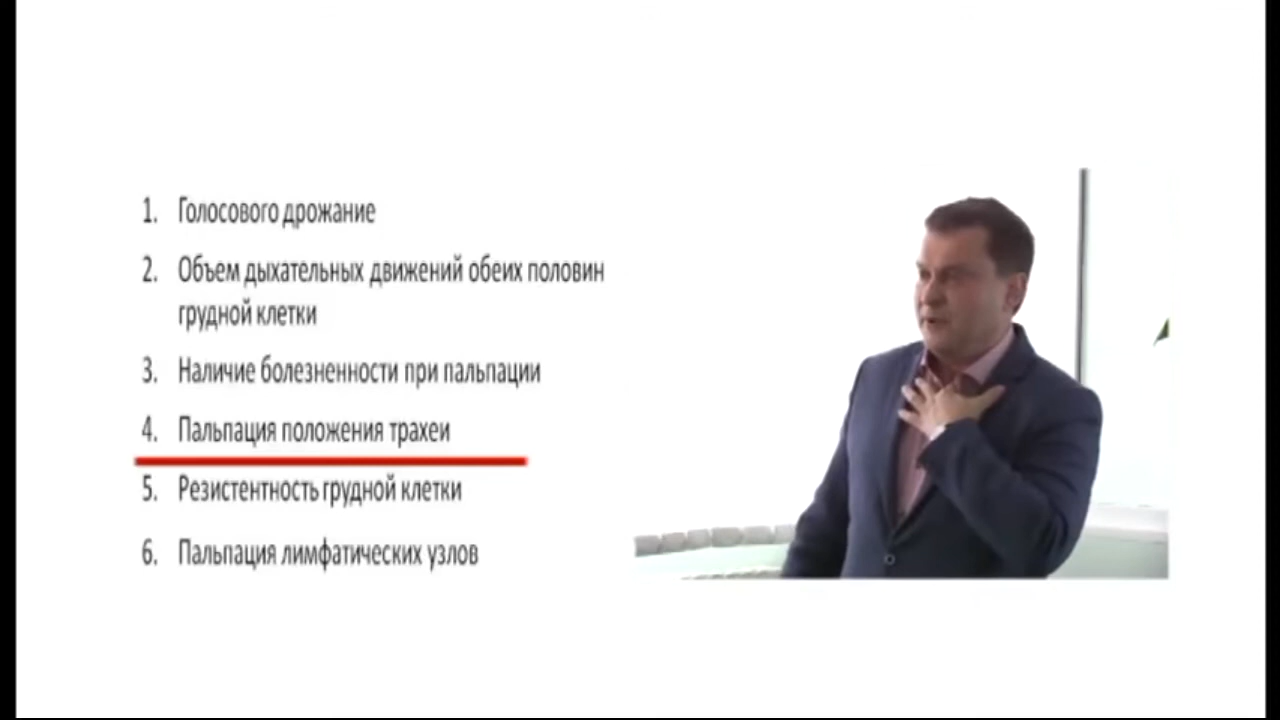 1. Голосового дрожание
2. Объем дыхательных движений обеих половин
грудной клетки
3. Наличие болезненности при пальпации
4. Пальпация положения трахеи
5. Резистентность грудной клетки
6. Пальпация лимфатических узлов